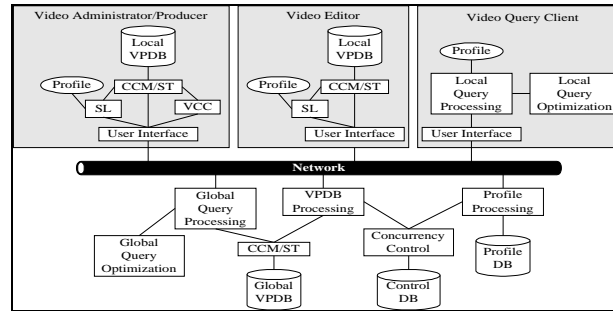 Video Administrator/Producer
Local
VPDB
Profile
CCM/ST
SL
VCC
User Interface
Video Editor
Local
VPDB
Profile
CCM/ST
SL
User Interface
Video Query Client
Profile
Local
Query
Processing
Local
Query
Optimization
User Interface
Network
Global
Query
Processing
VPDB
Processing
Profile
Processing
Global
Query
Optimization
CCM/ST
Concurrency
Control
Profile
DB
Global
VPDB
Control
DB